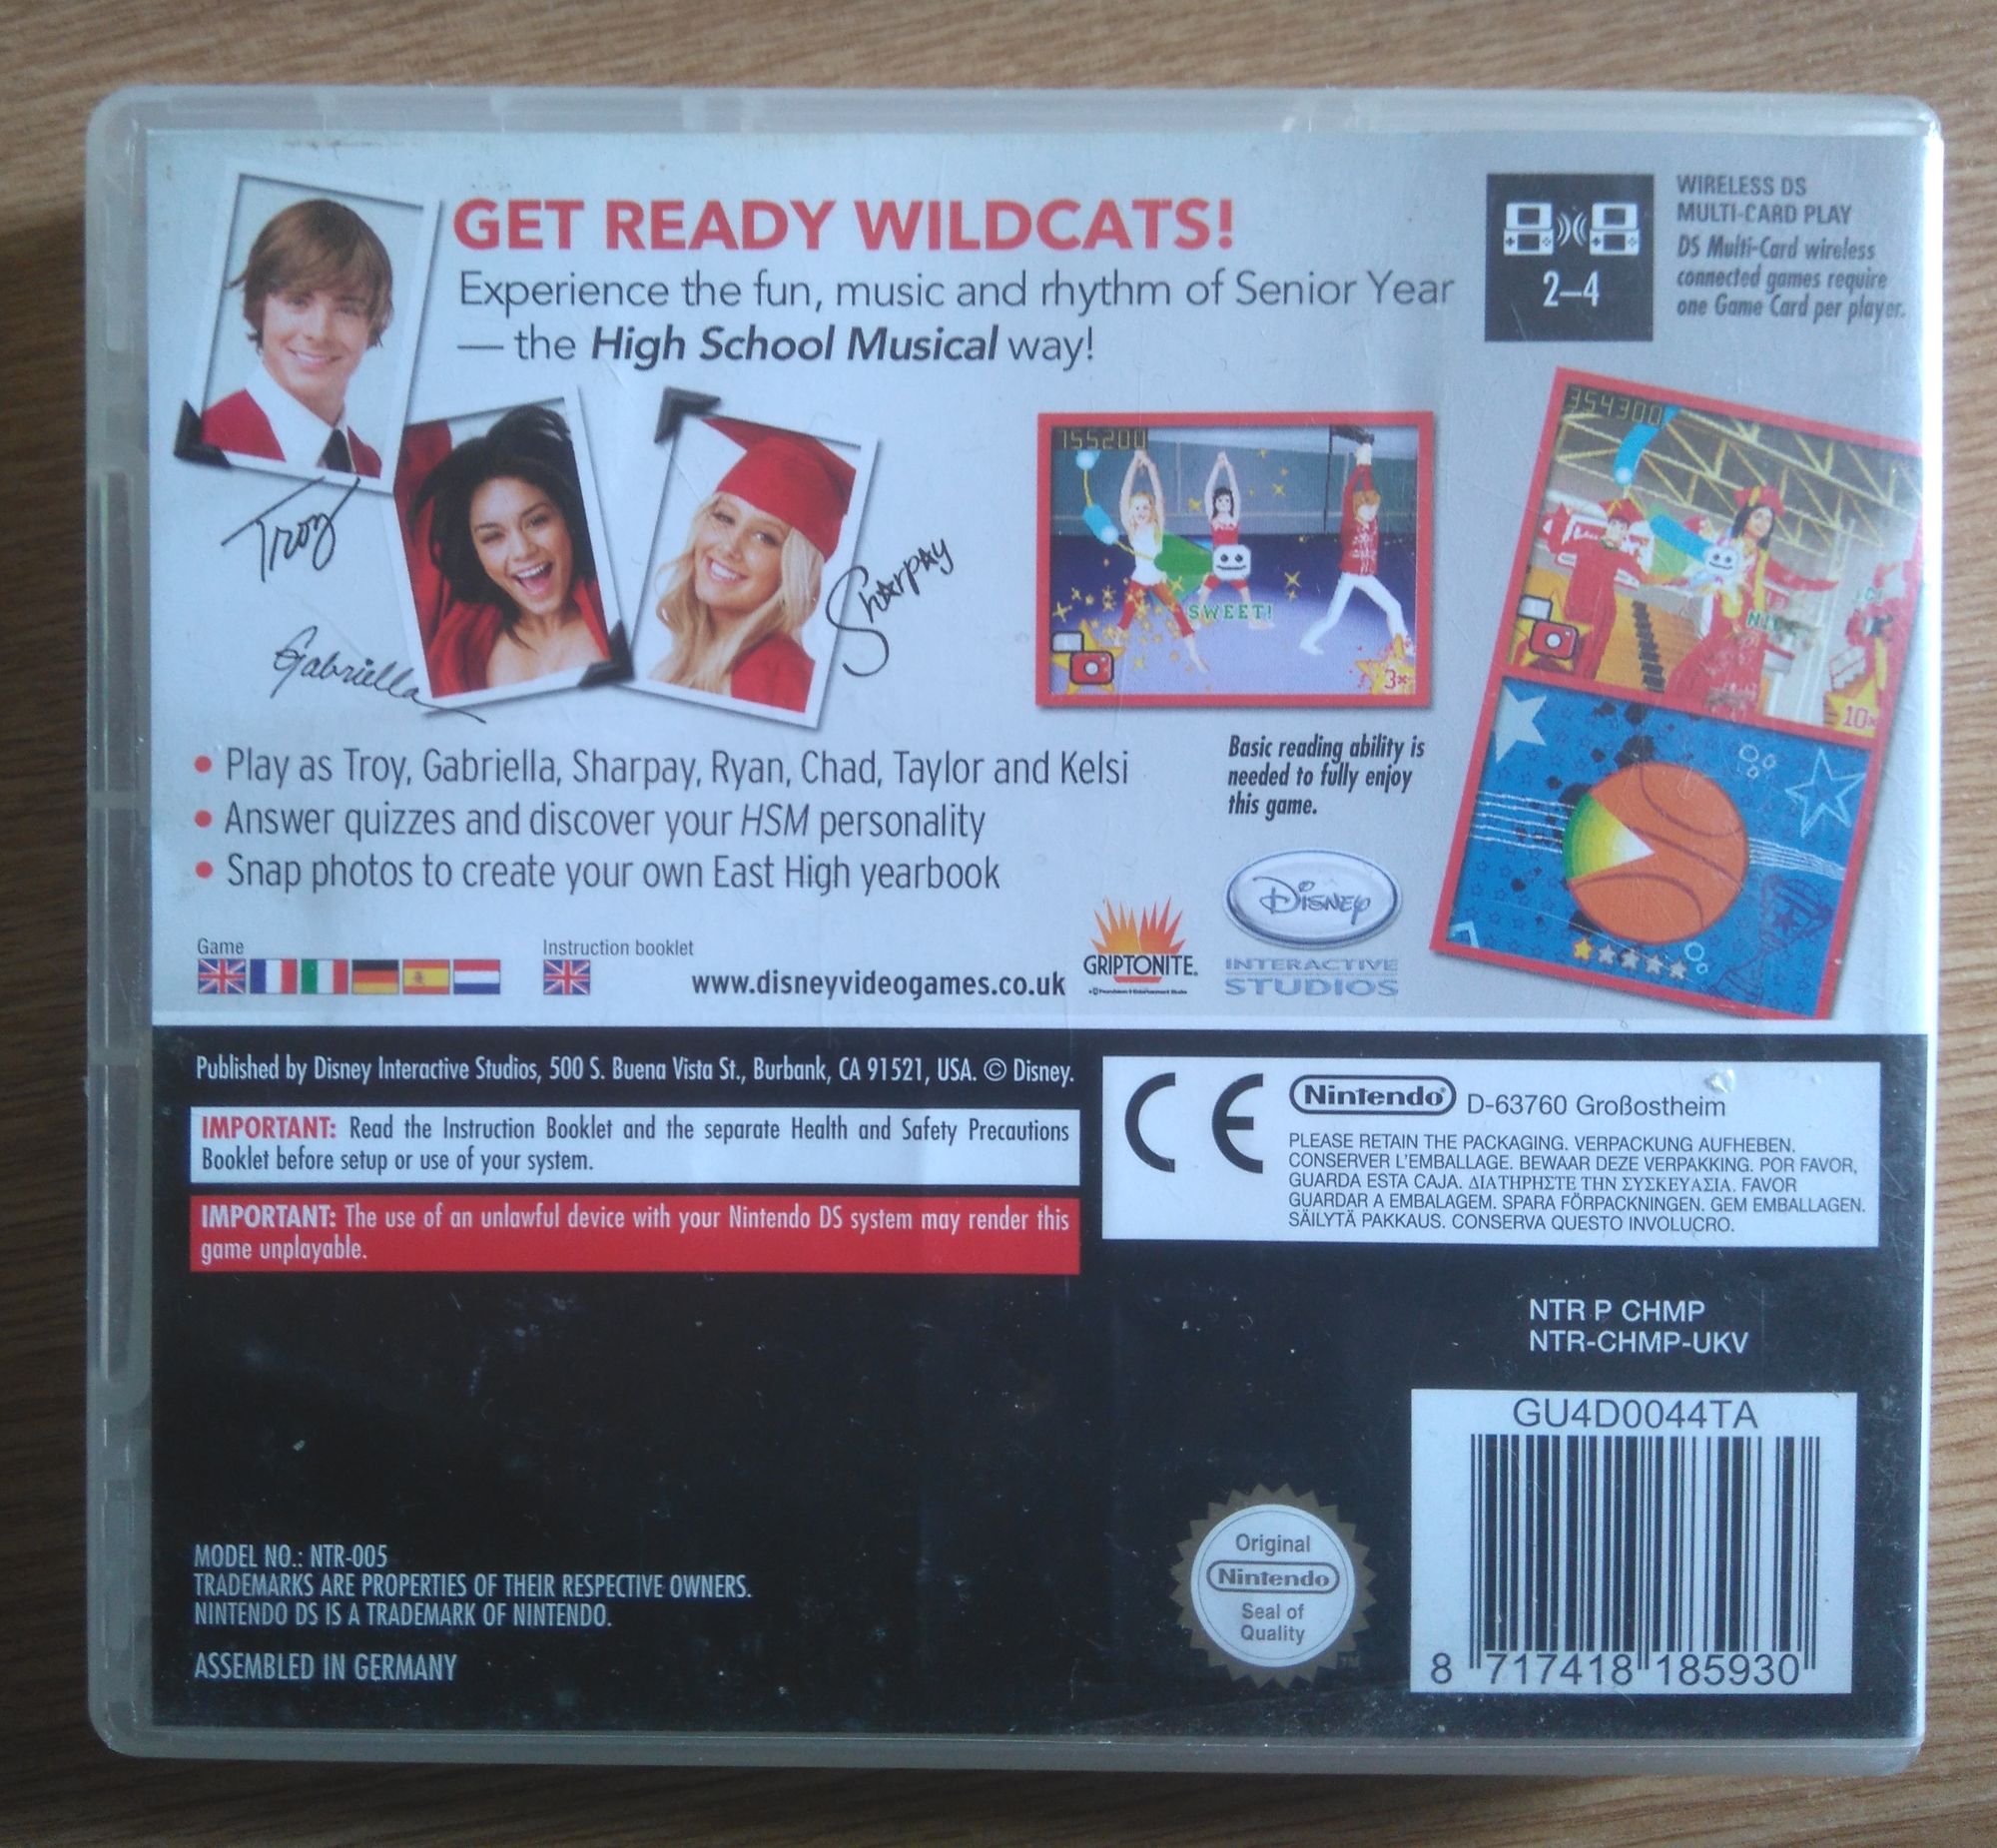 GET READY WILDCATS!
Experience the fun, music and rhythm of Senior Year
— the High School Musical way!
WIRELESS DS
MULTI-CARD PLAY
DS Multi-Card wireless
connected games require
one Game Card per player.
2–4
Troy
Gabriella
Sharpay
155200
SWEET!
3x
354300
10x
• Play as Troy, Gabriella, Sharpay, Ryan, Chad, Taylor and Kelsi
• Answer quizzes and discover your HSM personality
• Snap photos to create your own East High yearbook
Basic reading ability is
needed to fully enjoy
this game.
Game
Instruction booklet
www.disneyvideogames.co.uk
GRIPTONITE.
Disney
INTERACTIVE
STUDIOS
Published by Disney Interactive Studios, 500 S. Buena Vista St., Burbank, CA 91521, USA. © Disney.
IMPORTANT: Read the Instruction Booklet and the separate Health and Safety Precautions
Booklet before setup or use of your system.
IMPORTANT: The use of an unlawful device with your Nintendo DS system may render this
game unplayable.
CE
Nintendo® D-63760 Großostheim
PLEASE RETAIN THE PACKAGING. VERPACKUNG AUFHEBEN.
CONSERVER L'EMBALLAGE. BEWAAR DEZE VERPAKKING. POR FAVOR,
GUARDA ESTA CAJA. ΔΙΑΤΗΡΗΣΤΕ ΤΗΝ ΣΥΣΚΕΥΑΣΙΑ. FAVOR
GUARDAR A EMBALAGEM. SPARA FÖRPACKNINGEN. GEM EMBALLAGEN.
SÄILYTÄ PAKKAUS. CONSERVA QUESTO INVOLUCRO.
NTR P CHMP
NTR-CHMP-UKV
GU4D0044TA
8 717418 185930
Original
Nintendo
Seal of
Quality
TM
MODEL NO.: NTR-005
TRADEMARKS ARE PROPERTIES OF THEIR RESPECTIVE OWNERS.
NINTENDO DS IS A TRADEMARK OF NINTENDO.
ASSEMBLED IN GERMANY